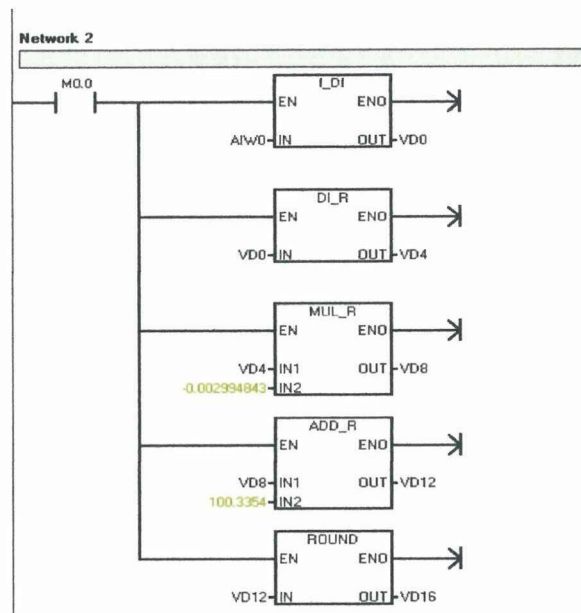 Network 2
M0.0
I_DI
EN ENO
AIW0 IN OUT VD0
DI_R
EN ENO
VD0 IN OUT VD4
MUL_R
EN ENO
VD4 IN1 OUT VD8
-0.002994843 IN2
ADD_R
EN ENO
VD8 IN1 OUT VD12
100.3354 IN2
ROUND
EN ENO
VD12 IN OUT VD16